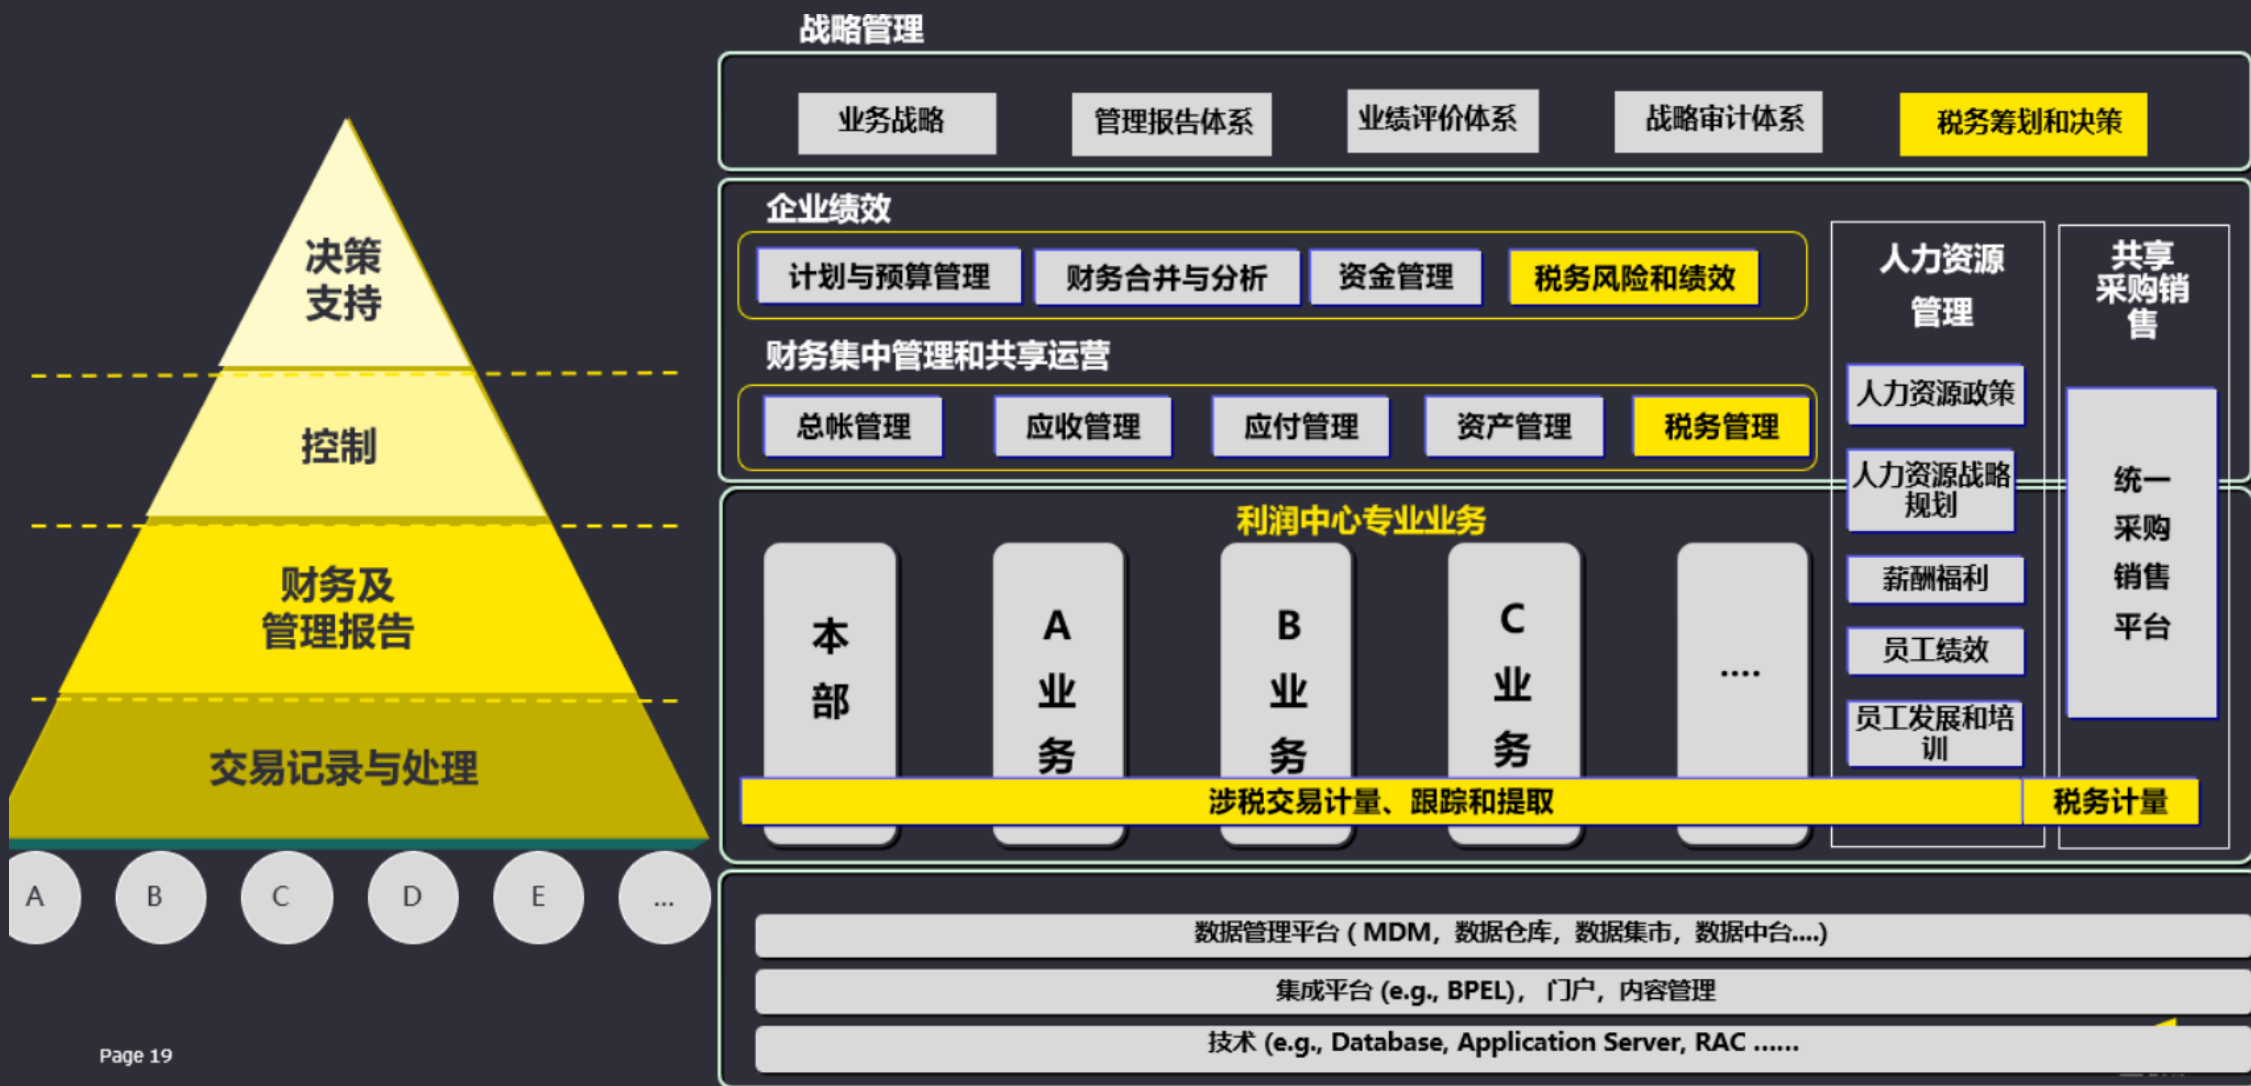 战略管理
业务战略
管理报告体系
业绩评价体系
战略审计体系
税务筹划和决策
决策
支持
控制
财务及
管理报告
交易记录与处理
A
B
C
D
E
...
企业绩效
计划与预算管理
财务合并与分析
资金管理
税务风险和绩效
财务集中管理和共享运营
总帐管理
应收管理
应付管理
资产管理
税务管理
人力资源
管理
人力资源政策
人力资源战略
规划
薪酬福利
员工绩效
员工发展和培
训
共享
采购销
售
统一
采购
销售
平台
利润中心专业业务
本
部
A
业
务
B
业
务
C
业
务
....
涉税交易计量、跟踪和提取
税务计量
数据管理平台 ( MDM，数据仓库，数据集市，数据中台....)
集成平台 (e.g., BPEL)， 门户，内容管理
技术 (e.g., Database, Application Server, RAC ......
Page 19